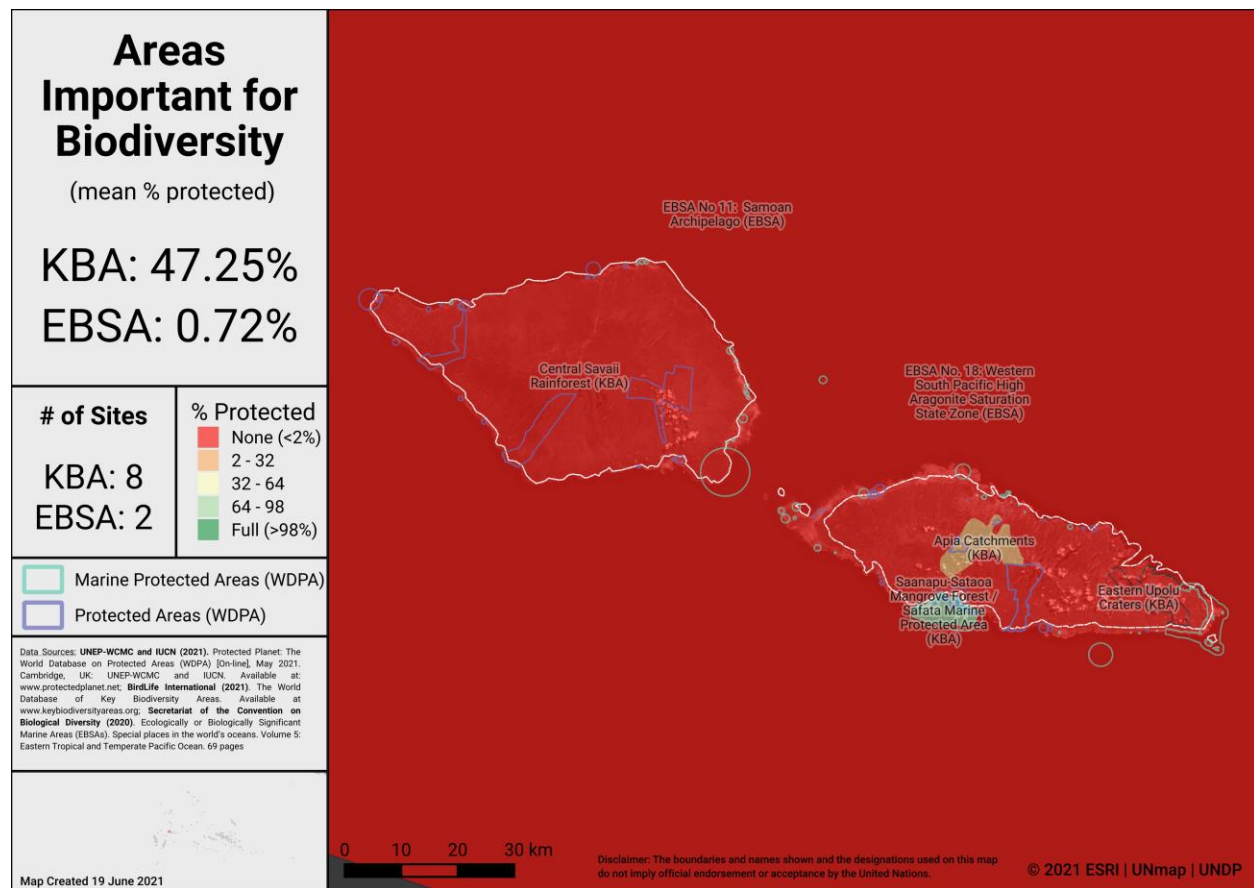 Areas
Important for
Biodiversity
(mean % protected)
KBA: 47.25%
EBSA: 0.72%
# of Sites
KBA: 8
EBSA: 2
% Protected
None (<2%)
2 - 32
32 - 64
64 - 98
Full (>98%)
Marine Protected Areas (WDPA)
Protected Areas (WDPA)
Data Sources: UNEP-WCMC and IUCN (2021). Protected Planet: The
World Database on Protected Areas (WDPA) [On-line], May 2021.
Cambridge, UK: UNEP-WCMC and IUCN. Available at:
www.protectedplanet.net; BirdLife International (2021). The World
Database of Key Biodiversity Areas. Available at
www.keybiodiversityareas.org; Secretariat of the Convention on
Biological Diversity (2020). Ecologically or Biologically Significant
Marine Areas (EBSAs). Special places in the world's oceans. Volume 5:
Eastern Tropical and Temperate Pacific Ocean. 69 pages
Map Created 19 June 2021
EBSA No 11: Samoan
Archipelago (EBSA)
Central Savaii
Rainforest (KBA)
EBSA No. 18: Western
South Pacific High
Aragonite Saturation
State Zone (EBSA)
Apia Catchments
(KBA)
Saanapu-Sataoa
Mangrove Forest /
Safata Marine
Protected Area
(KBA)
Eastern Upolu
Craters (KBA)
0 10 20 30 km
Disclaimer: The boundaries and names shown and the designations used on this map
do not imply official endorsement or acceptance by the United Nations.
© 2021 ESRI | UNmap | UNDP